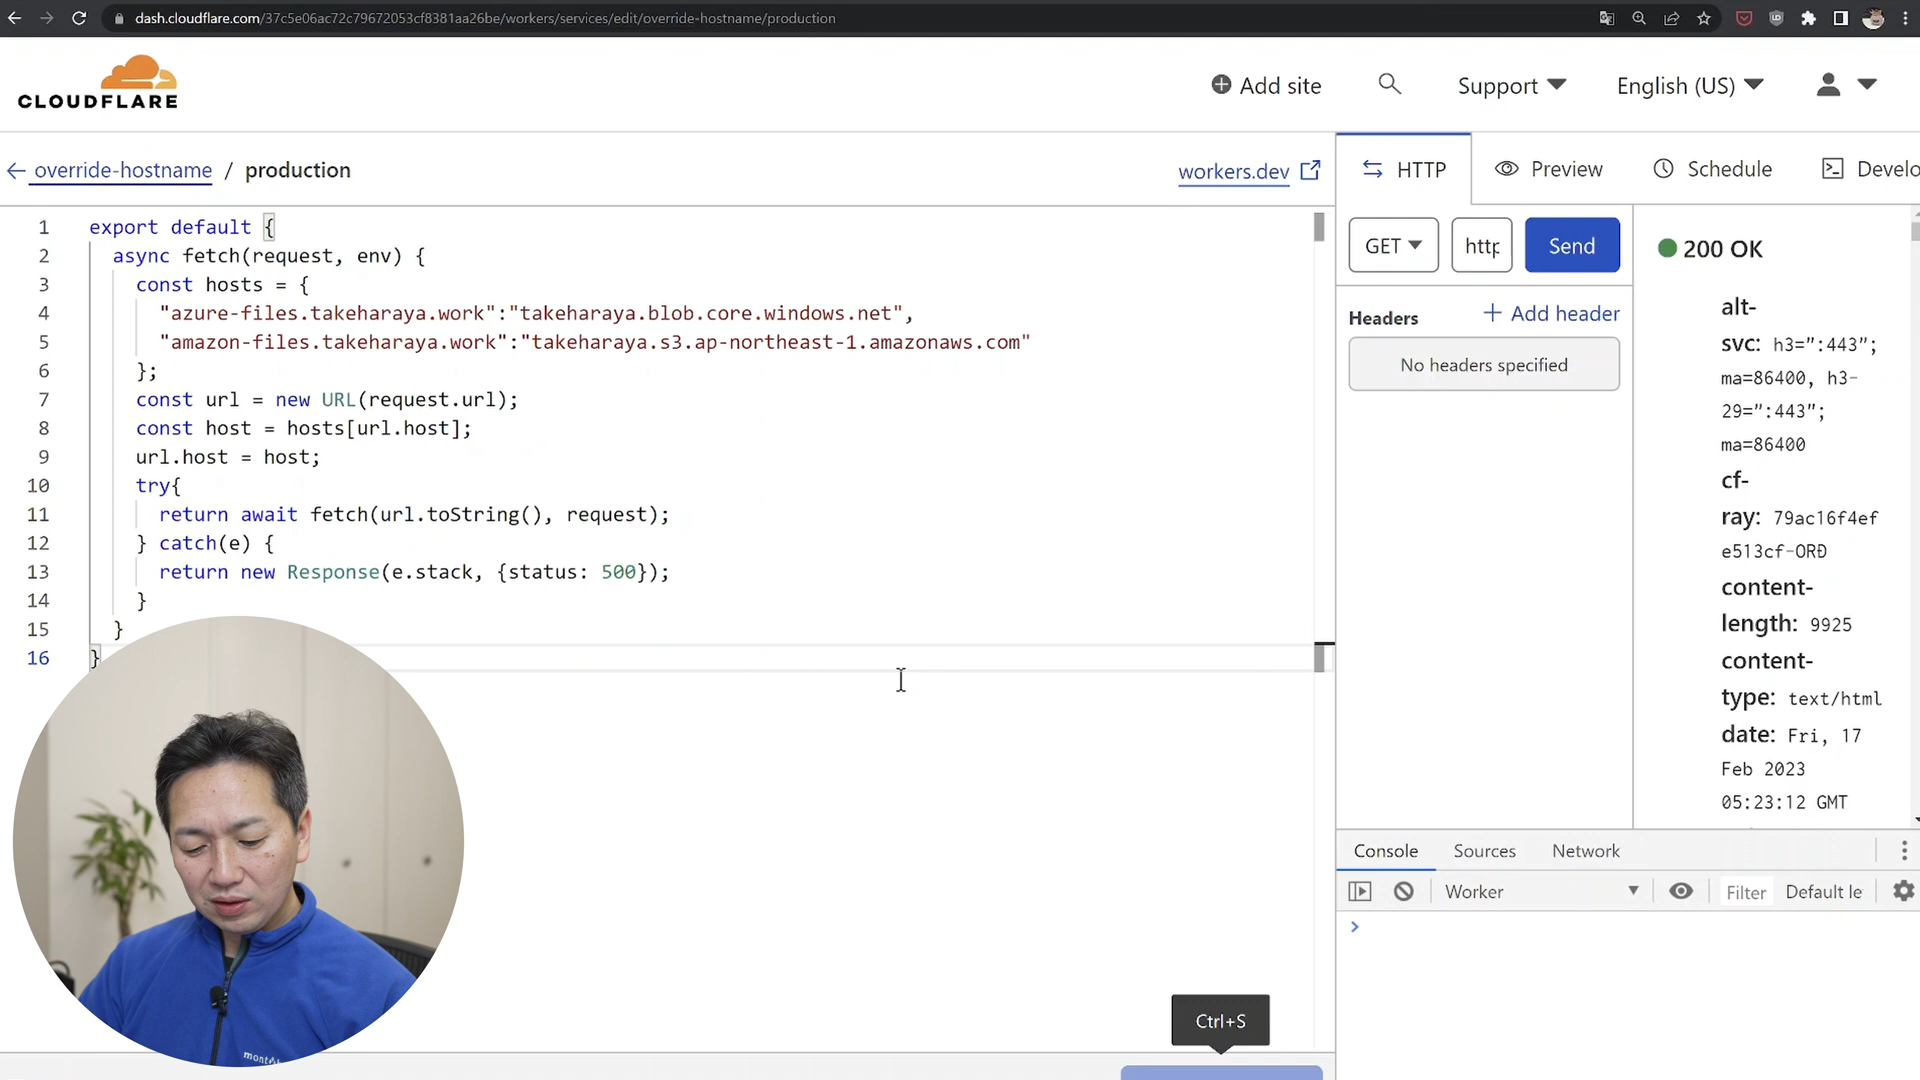 dash.cloudflare.com/37c5e06ac72c79672053cf8381aa26be/workers/services/edit/override-hostname/production
CLOUDFLARE
Add site
Support
English (US)
override-hostname / production
workers.dev
HTTP
Preview
Schedule
Develo
1 export default {
2 async fetch(request, env) {
3 const hosts = {
4 "azure-files.takeharaya.work":"takeharaya.blob.core.windows.net",
5 "amazon-files.takeharaya.work":"takeharaya.s3.ap-northeast-1.amazonaws.com"
6 };
7 const url = new URL(request.url);
8 const host = hosts[url.host];
9 url.host = host;
10 try{
11 return await fetch(url.toString(), request);
12 } catch(e) {
13 return new Response(e.stack, {status: 500});
14 }
15 }
16 }
GET
http
Send
Headers
+ Add header
No headers specified
200 OK
alt-
svc: h3=":443";
ma=86400, h3-
29=":443";
ma=86400
cf-
ray: 79ac16f4ef
e513cf-ORD
content-
length: 9925
content-
type: text/html
date: Fri, 17
Feb 2023
05:23:12 GMT
Console
Sources
Network
Worker
Filter
Default le
>
Ctrl+S